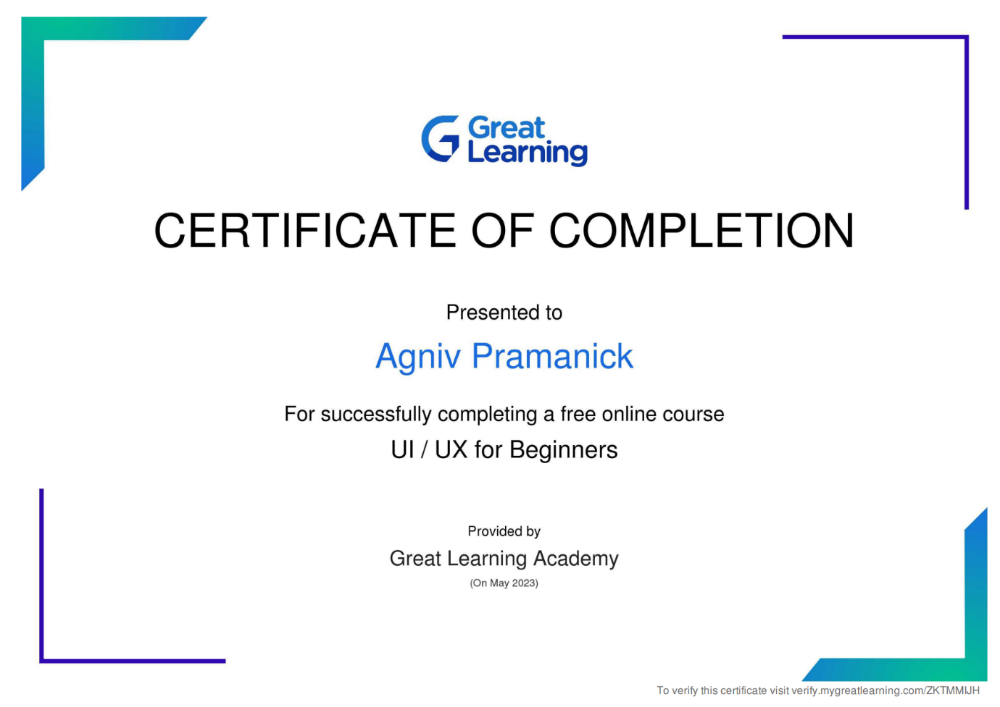 Great
Learning
CERTIFICATE OF COMPLETION
Presented to
Agniv Pramanick
For successfully completing a free online course
UI / UX for Beginners
Provided by
Great Learning Academy
(On May 2023)
To verify this certificate visit verify.mygreatlearning.com/ZKTMMIJH